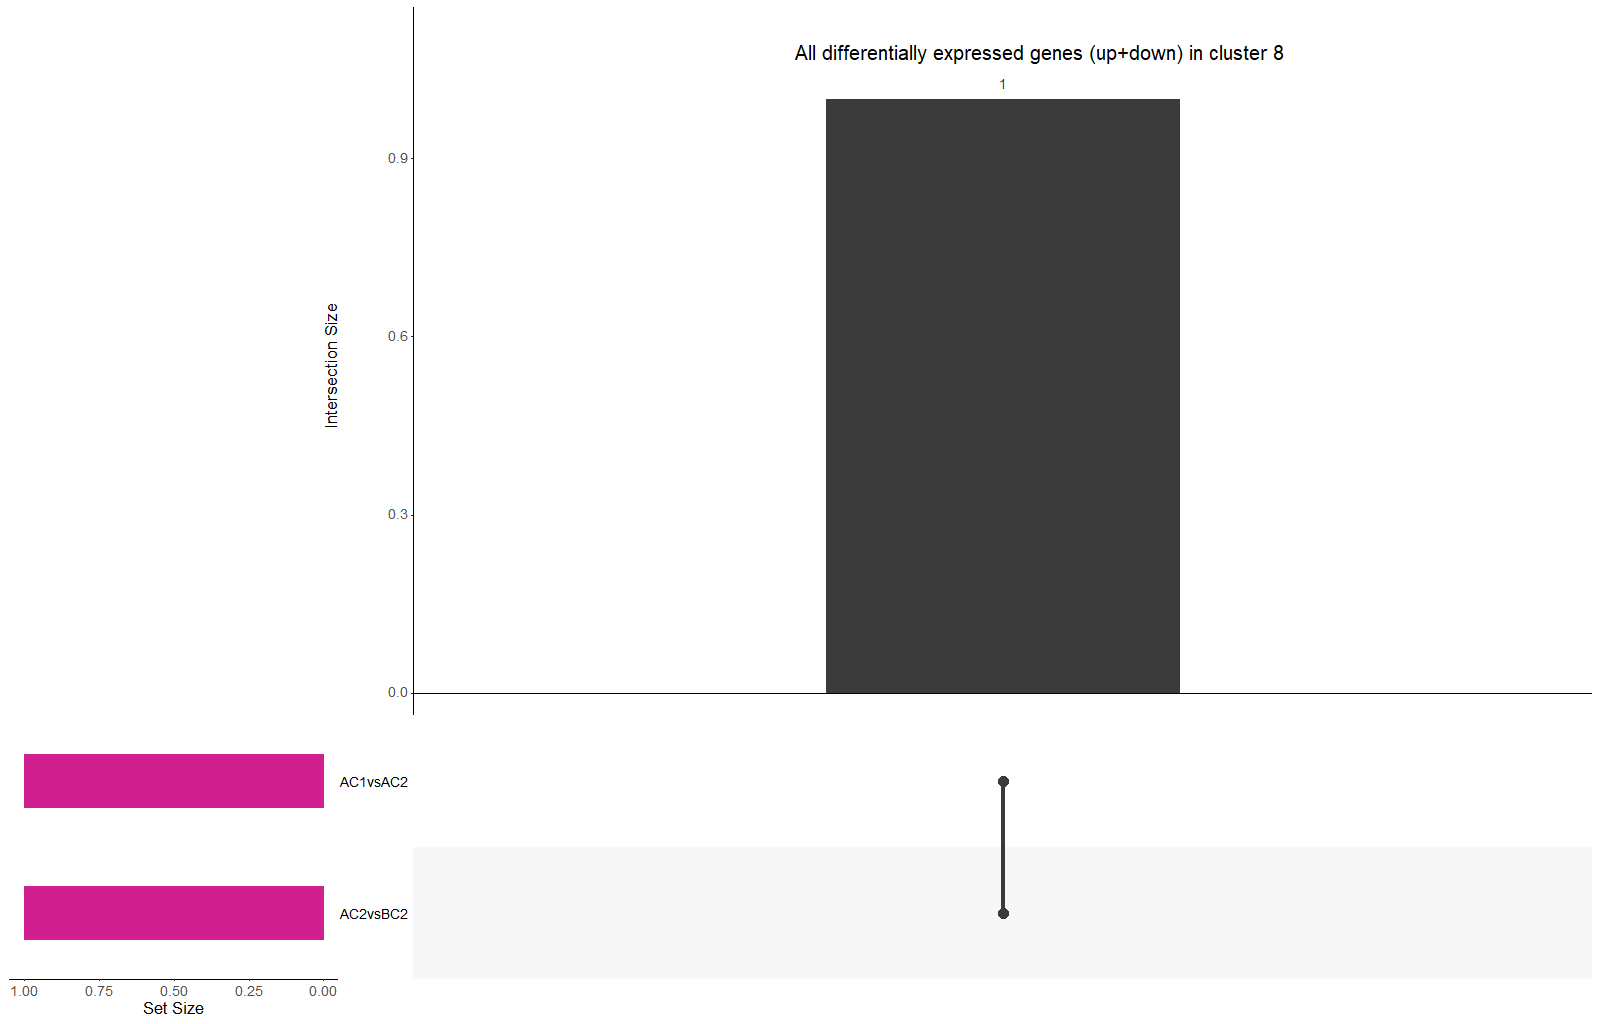 All differentially expressed genes (up+down) in cluster 8
1
0.9
0.6
0.3
0.0
Intersection Size
AC1vsAC2
AC2vsBC2
1.00 0.75 0.50 0.25 0.00
Set Size